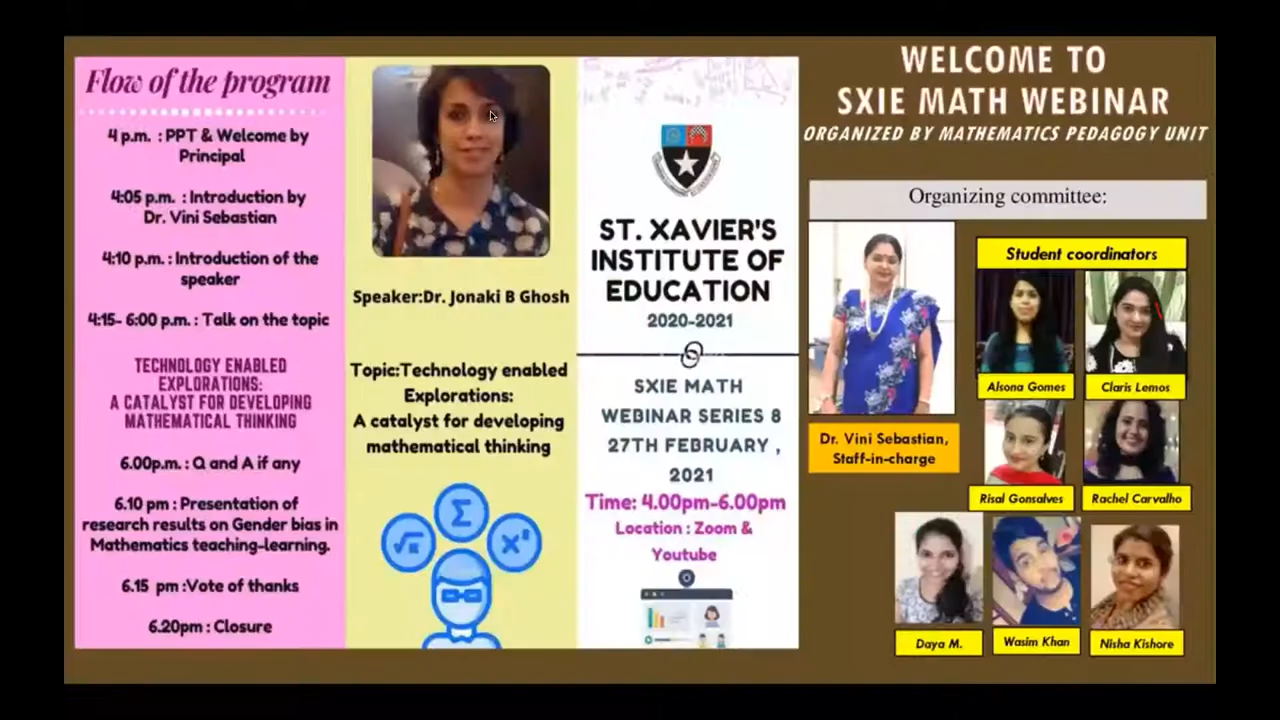 Flow of the program
4 p.m. : PPT & Welcome by
Principal
4:05 p.m. : Introduction by
Dr. Vini Sebastian
4:10 p.m. : Introduction of the
speaker
4:15- 6:00 p.m. : Talk on the topic
TECHNOLOGY ENABLED
EXPLORATIONS:
A CATALYST FOR DEVELOPING
MATHEMATICAL THINKING
6.00p.m. : Q and A if any
6.10 pm : Presentation of
research results on Gender bias in
Mathematics teaching-learning.
6.15 pm :Vote of thanks
6.20pm : Closure
Speaker:Dr. Jonaki B Ghosh
Topic:Technology enabled
Explorations:
A catalyst for developing
mathematical thinking
Σ
√π
x²
ST. XAVIER'S
INSTITUTE OF
EDUCATION
2020-2021
SXIE MATH
WEBINAR SERIES 8
27TH FEBRUARY ,
2021
Time: 4.00pm-6.00pm
Location : Zoom &
Youtube
WELCOME TO
SXIE MATH WEBINAR
ORGANIZED BY MATHEMATICS PEDAGOGY UNIT
Organizing committee:
Dr. Vini Sebastian,
Staff-in-charge
Student coordinators
Alsona Gomes
Claris Lemos
Risal Gonsalves
Rachel Carvalho
Daya M.
Wasim Khan
Nisha Kishore